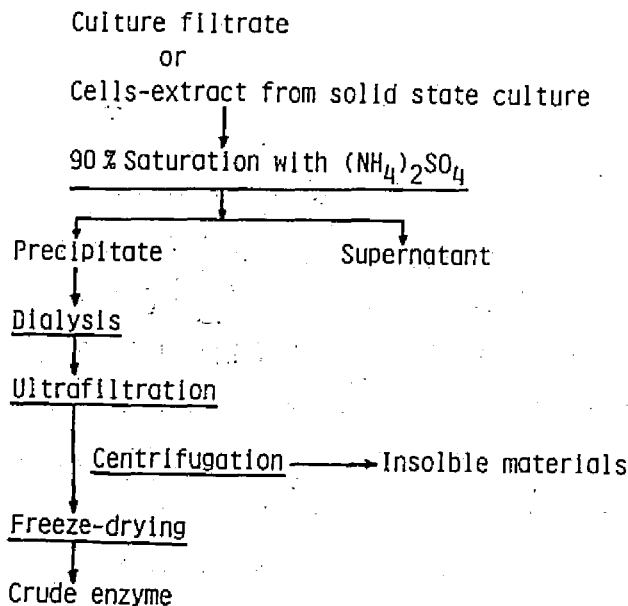 Culture filtrate
or
Cells-extract from solid state culture
90 % Saturation with (NH4)2SO4
Precipitate Supernatant
Dialysis
Ultrafiltration
Centrifugation Insolble materials
Freeze-drying
Crude enzyme